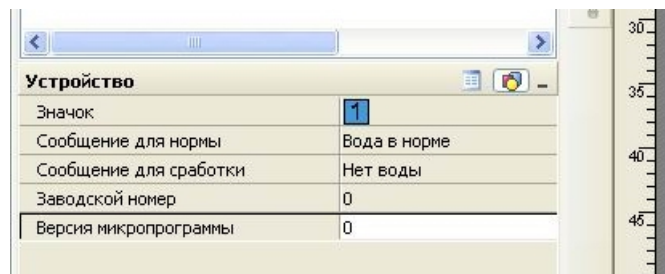 Устройство
Значок 1
Сообщение для нормы Вода в норме
Сообщение для сработки Нет воды
Заводской номер 0
Версия микропрограммы 0
30
35
40
45